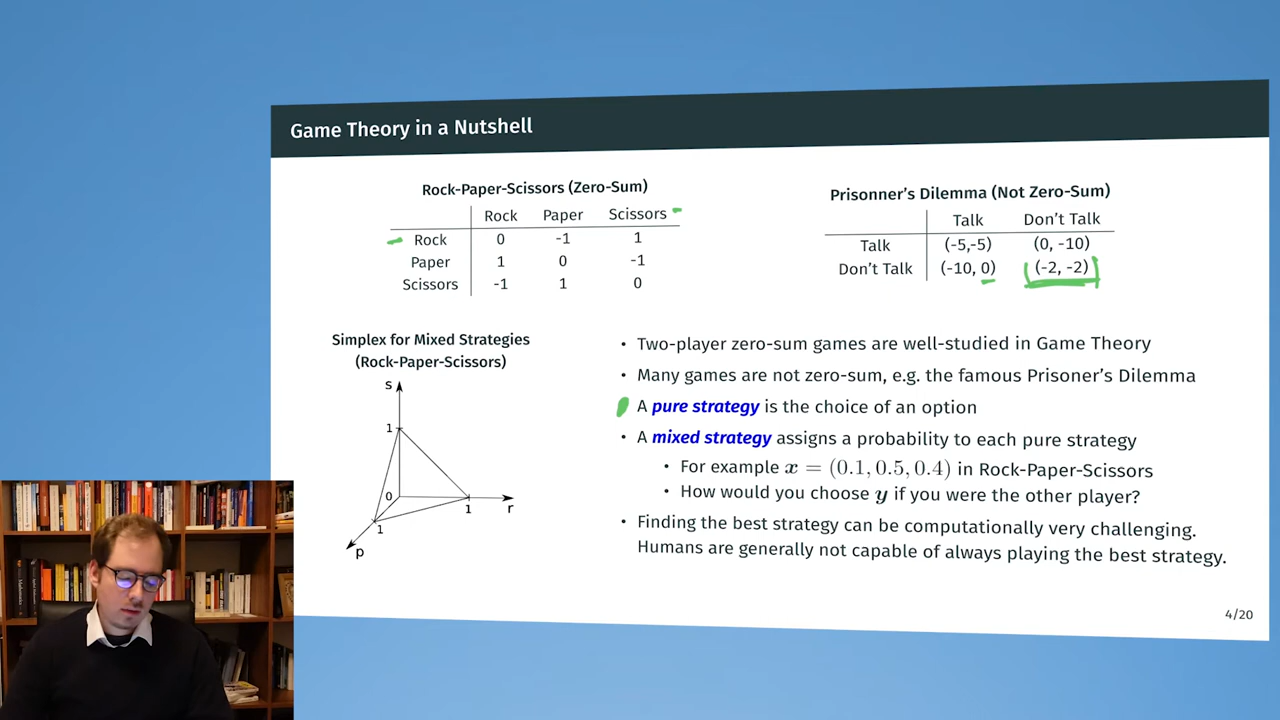 Game Theory in a Nutshell
Rock-Paper-Scissors (Zero-Sum)
Rock Paper Scissors
Rock 0 -1 1
Paper 1 0 -1
Scissors -1 1 0
Prisonner's Dilemma (Not Zero-Sum)
Talk Don't Talk
Talk (-5,-5) (0, -10)
Don't Talk (-10, 0) (-2, -2)
Simplex for Mixed Strategies
(Rock-Paper-Scissors)
s
1
0
1
r
1
p
• Two-player zero-sum games are well-studied in Game Theory
• Many games are not zero-sum, e.g. the famous Prisoner's Dilemma
A pure strategy is the choice of an option
• A mixed strategy assigns a probability to each pure strategy
• For example x = (0.1, 0.5, 0.4) in Rock-Paper-Scissors
• How would you choose y if you were the other player?
• Finding the best strategy can be computationally very challenging.
Humans are generally not capable of always playing the best strategy.
4/20